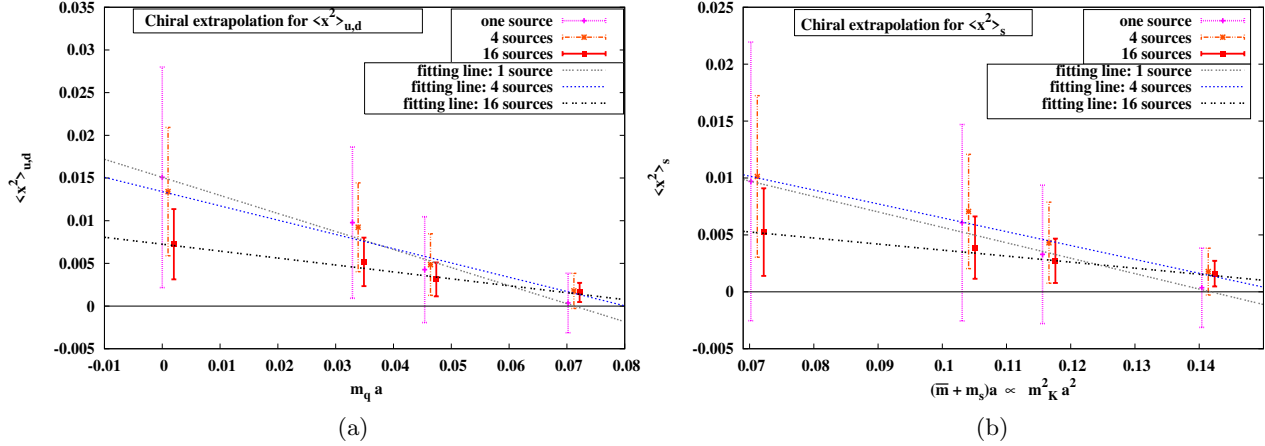 Chiral extrapolation for <x²>u,d
one source
4 sources
16 sources
fitting line: 1 source
fitting line: 4 sources
fitting line: 16 sources
0.035
0.03
0.025
0.02
0.015
0.01
0.005
0
-0.005
<x²>u,d
-0.01 0 0.01 0.02 0.03 0.04 0.05 0.06 0.07 0.08
m_q a
(a)
Chiral extrapolation for <x²>s
one source
4 sources
16 sources
fitting line: 1 source
fitting line: 4 sources
fitting line: 16 sources
0.025
0.02
0.015
0.01
0.005
0
-0.005
<x²>s
0.07 0.08 0.09 0.1 0.11 0.12 0.13 0.14
(m̅ + m_s)a ∝ m²_K a²
(b)